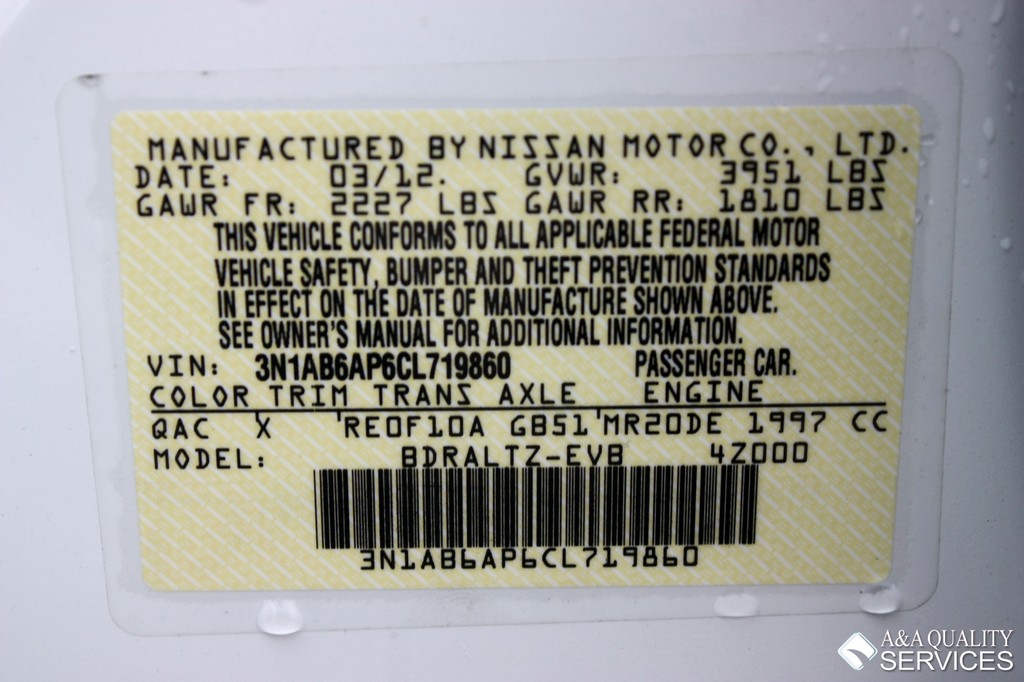 MANUFACTURED BY NISSAN MOTOR CO., LTD.
DATE: 03/12. GVWR: 3951 LBS
GAWR FR: 2227 LBS GAWR RR: 1810 LBS
THIS VEHICLE CONFORMS TO ALL APPLICABLE FEDERAL MOTOR
VEHICLE SAFETY, BUMPER AND THEFT PREVENTION STANDARDS
IN EFFECT ON THE DATE OF MANUFACTURE SHOWN ABOVE.
SEE OWNER'S MANUAL FOR ADDITIONAL INFORMATION.
VIN: 3N1AB6AP6CL719860 PASSENGER CAR.
COLOR TRIM TRANS AXLE ENGINE
QAC X 'RE0F10A GB51'MR20DE 1997 CC
MODEL: BDRALTZ-EVB 4Z000
3N1AB6AP6CL719860
A&A QUALITY
SERVICES